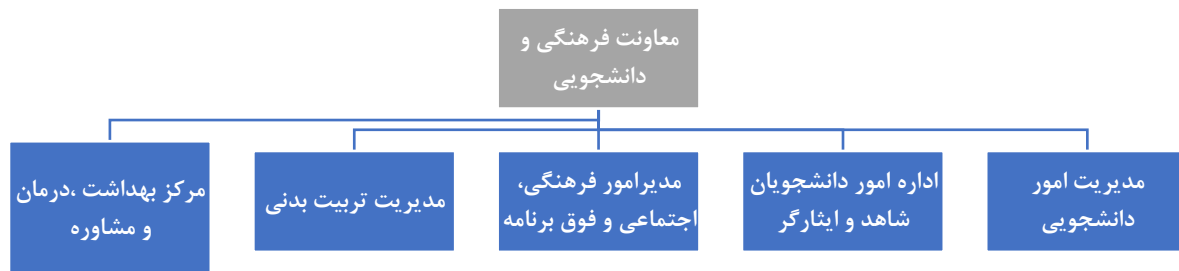 معاونت فرهنگی و
دانشجویی
مدیریت امور
دانشجویی
اداره امور دانشجویان
شاهد و ایثارگر
مدیرامور فرهنگی،
اجتماعی و فوق برنامه
مدیریت تربیت بدنی
مرکز بهداشت ،درمان
و مشاوره